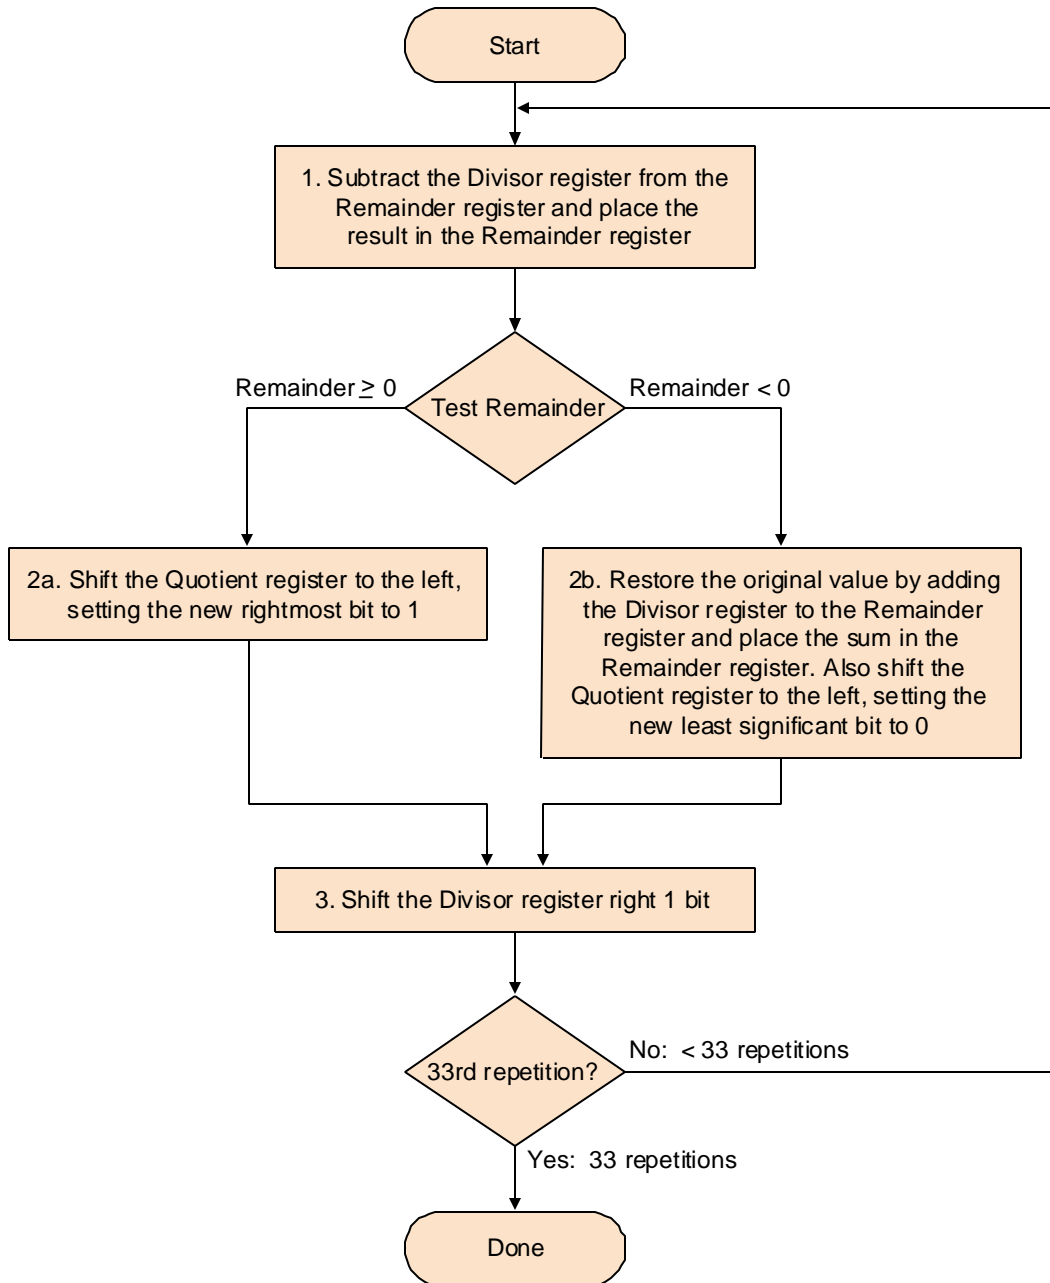 Start
1. Subtract the Divisor register from the
Remainder register and place the
result in the Remainder register
Remainder ≥ 0
Remainder < 0
Test Remainder
2a. Shift the Quotient register to the left,
setting the new rightmost bit to 1
2b. Restore the original value by adding
the Divisor register to the Remainder
register and place the sum in the
Remainder register. Also shift the
Quotient register to the left, setting the
new least significant bit to 0
3. Shift the Divisor register right 1 bit
No: < 33 repetitions
33rd repetition?
Yes: 33 repetitions
Done